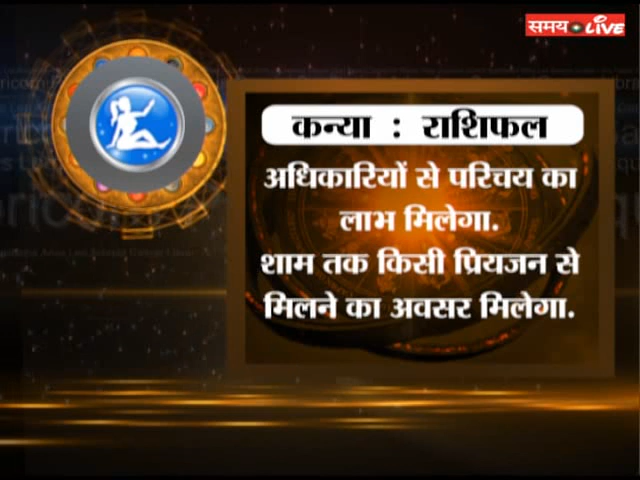 समय LIVE
कन्या : राशिफल
अधिकारियों से परिचय का
लाभ मिलेगा.
शाम तक किसी प्रियजन से
मिलने का अवसर मिलेगा.